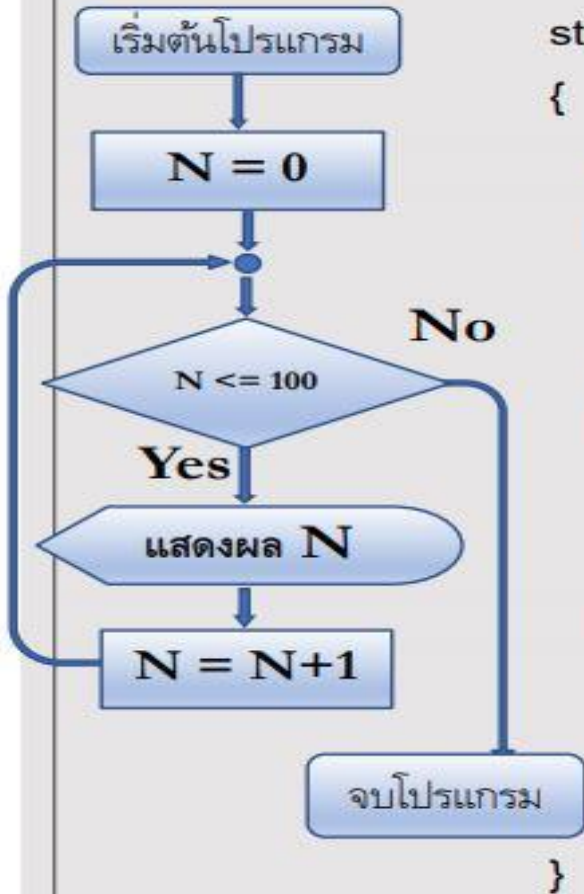 เริ่มต้นโปรแกรม
st
{
N = 0
No
N <= 100
Yes
แสดงผล N
N = N+1
จบโปรแกรม
}